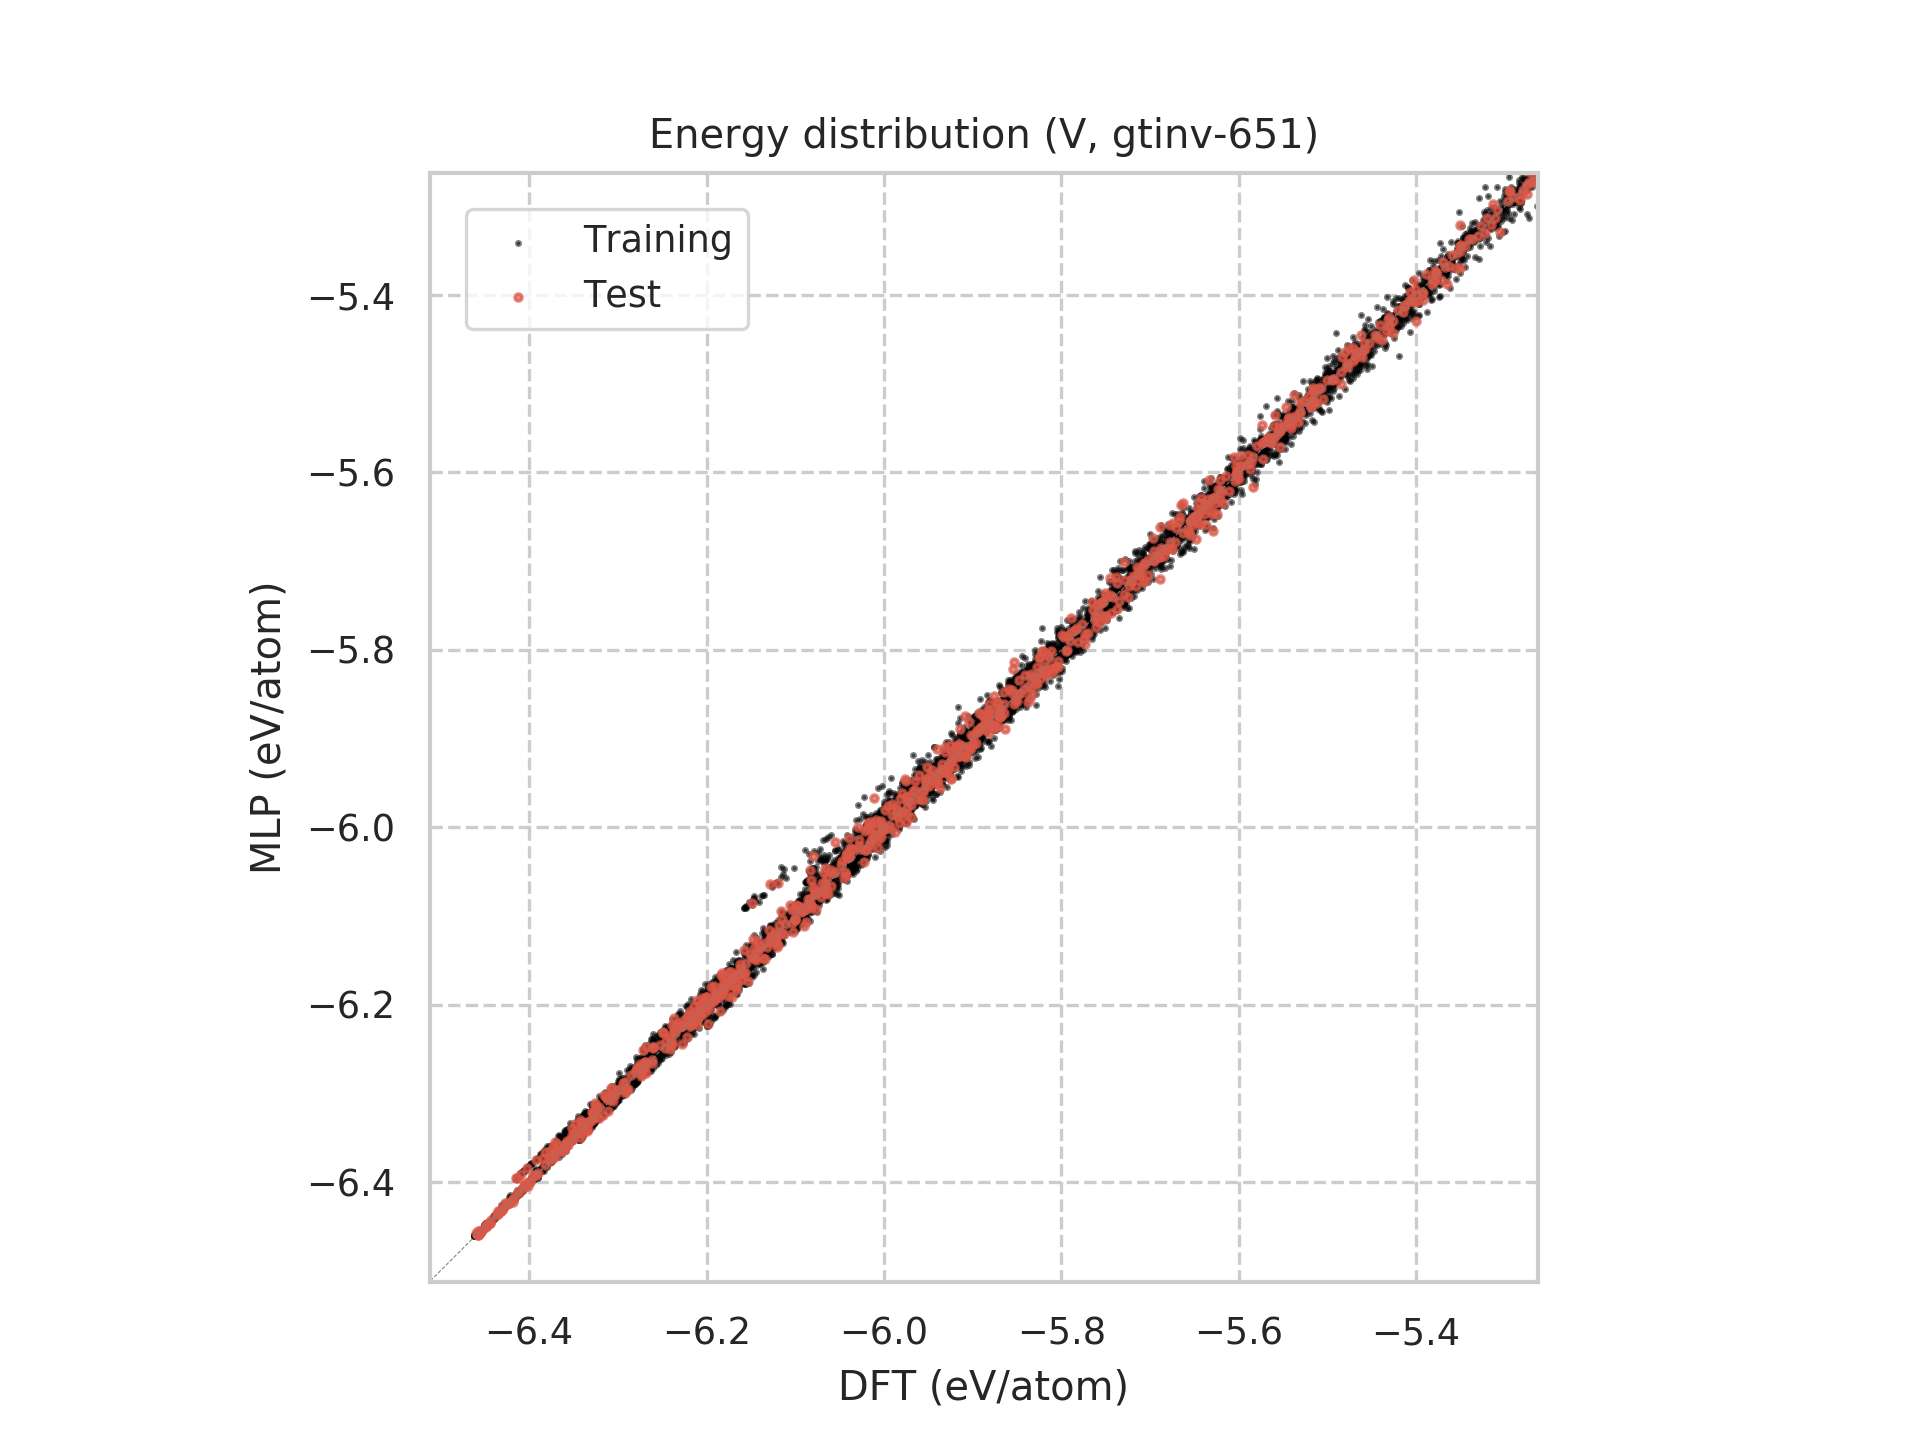 Energy distribution (V, gtinv-651)
Training
Test
MLP (eV/atom)
−5.4
−5.6
−5.8
−6.0
−6.2
−6.4
−6.4 −6.2 −6.0 −5.8 −5.6 −5.4
DFT (eV/atom)